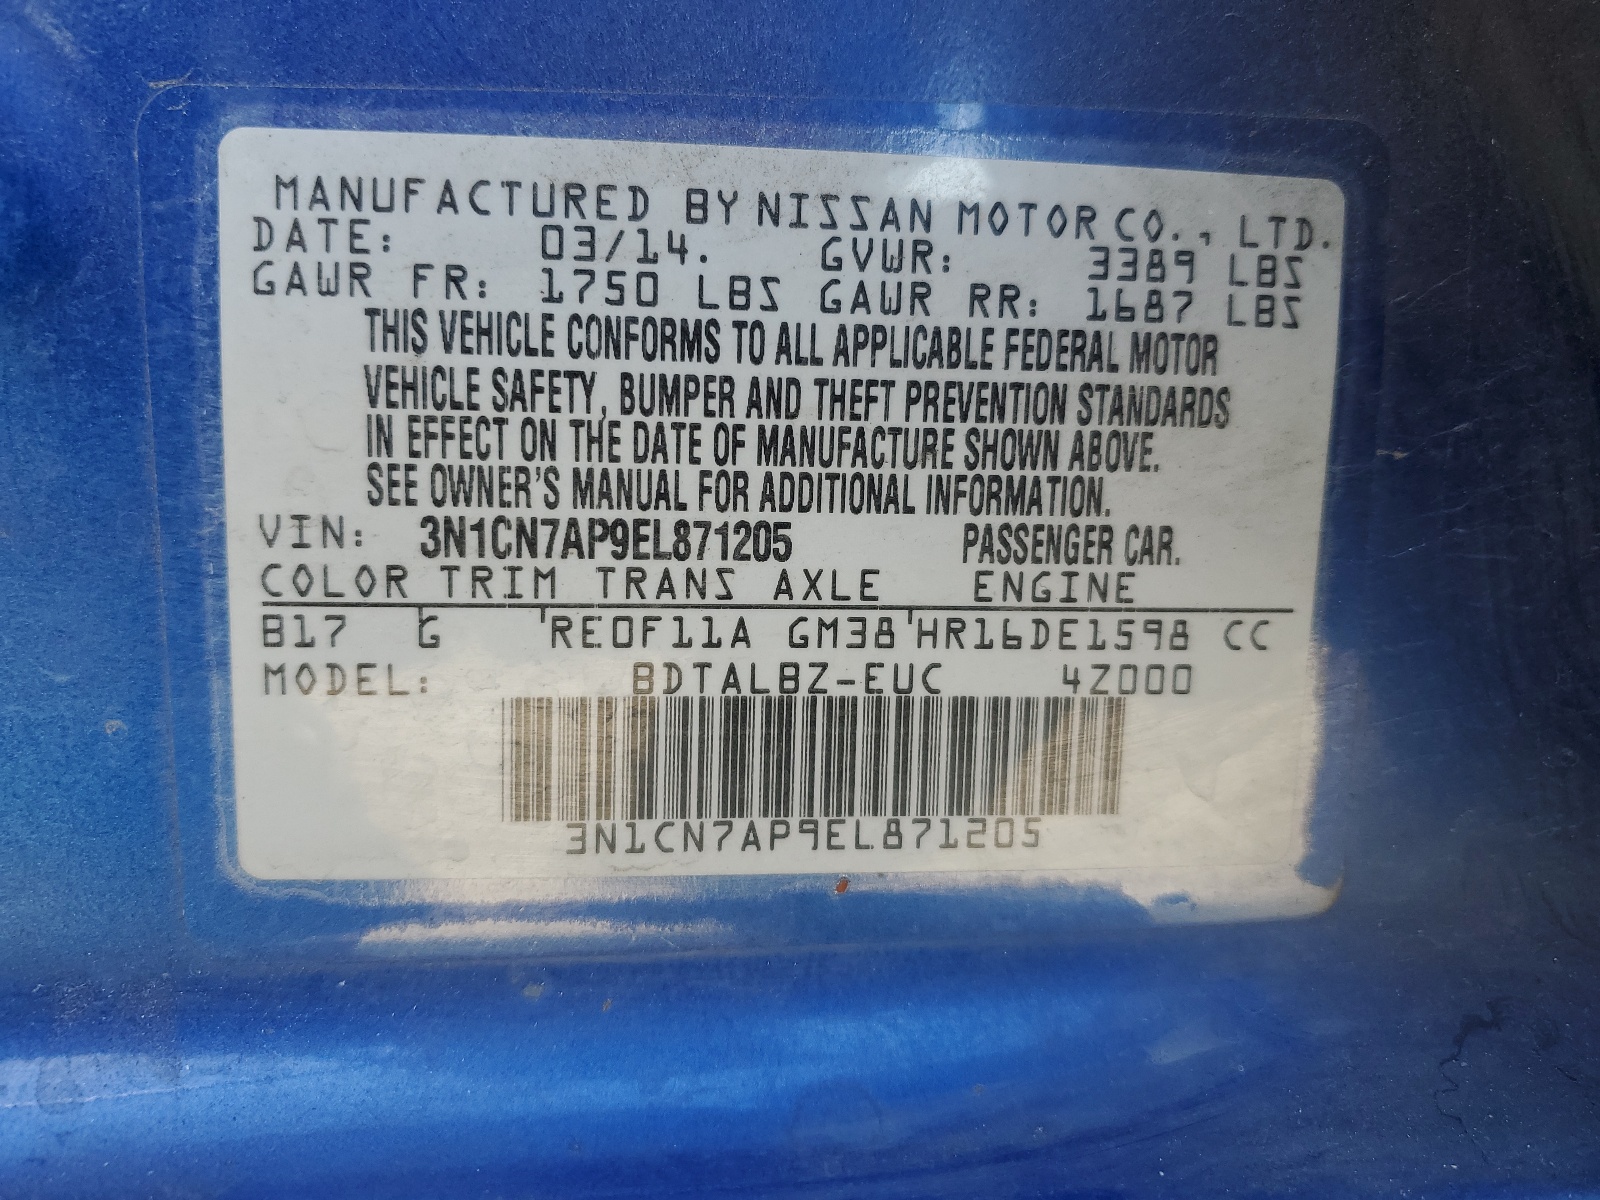 MANUFACTURED BY NISSAN MOTOR CO., LTD.
DATE: 03/14. GVWR: 3389 LBS
GAWR FR: 1750 LBS GAWR RR: 1687 LBS
THIS VEHICLE CONFORMS TO ALL APPLICABLE FEDERAL MOTOR
VEHICLE SAFETY, BUMPER AND THEFT PREVENTION STANDARDS
IN EFFECT ON THE DATE OF MANUFACTURE SHOWN ABOVE.
SEE OWNER'S MANUAL FOR ADDITIONAL INFORMATION.
VIN: 3N1CN7AP9EL871205 PASSENGER CAR.
COLOR TRIM TRANS AXLE ENGINE
B17 G RE0F11A GM38 HR16DE1598 CC
MODEL: BDTALBZ-EUC 4Z000
3N1CN7AP9EL871205